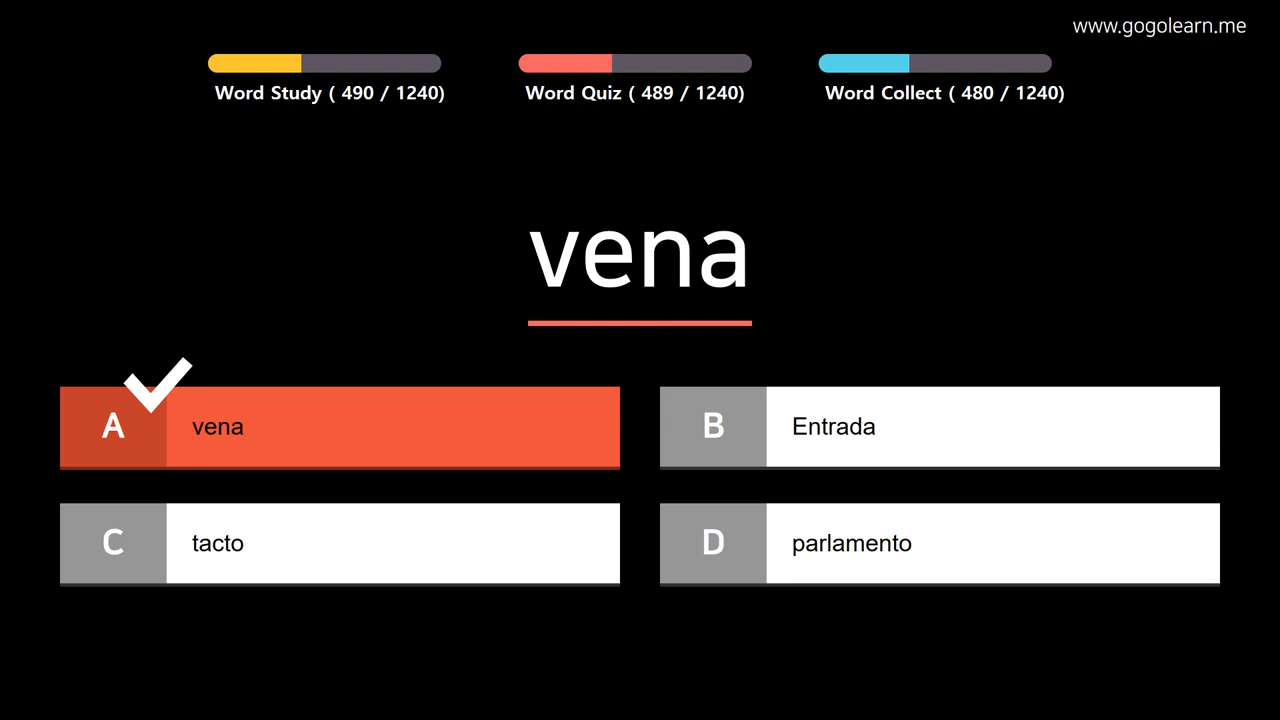 www.gogolearn.me
Word Study ( 490 / 1240)
Word Quiz ( 489 / 1240)
Word Collect ( 480 / 1240)
vena
A vena
B Entrada
C tacto
D parlamento